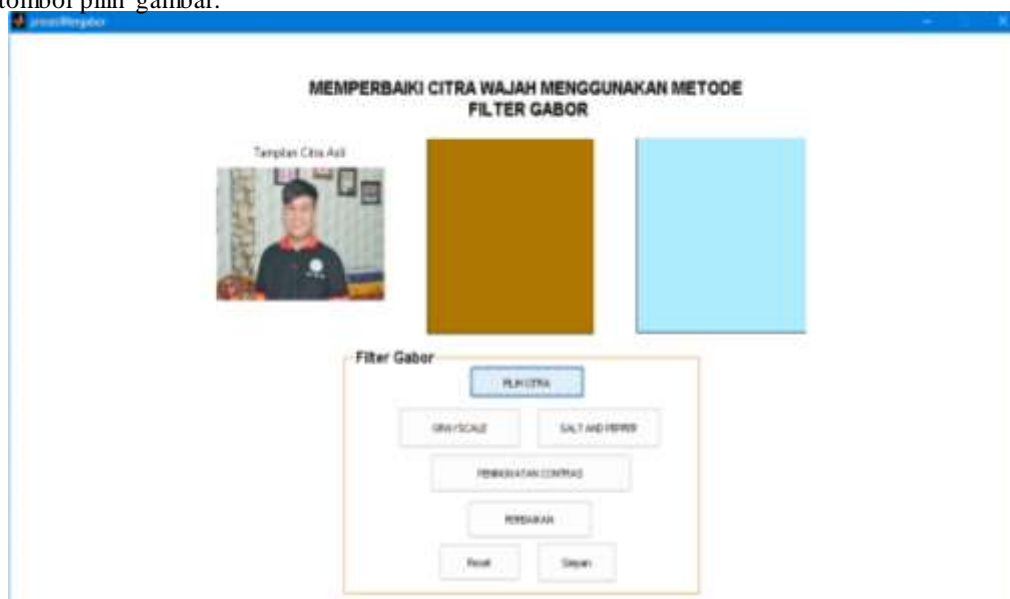 tombol pilih gambar.
prosesfiltergabor
MEMPERBAIKI CITRA WAJAH MENGGUNAKAN METODE
FILTER GABOR
Tampilan Citra Asli
Filter Gabor
PILIH CITRA
GRAYSCALE SALT AND PEPPER
PENINGKATAN CONTRAS
PERBAIKAN
Reset Simpan